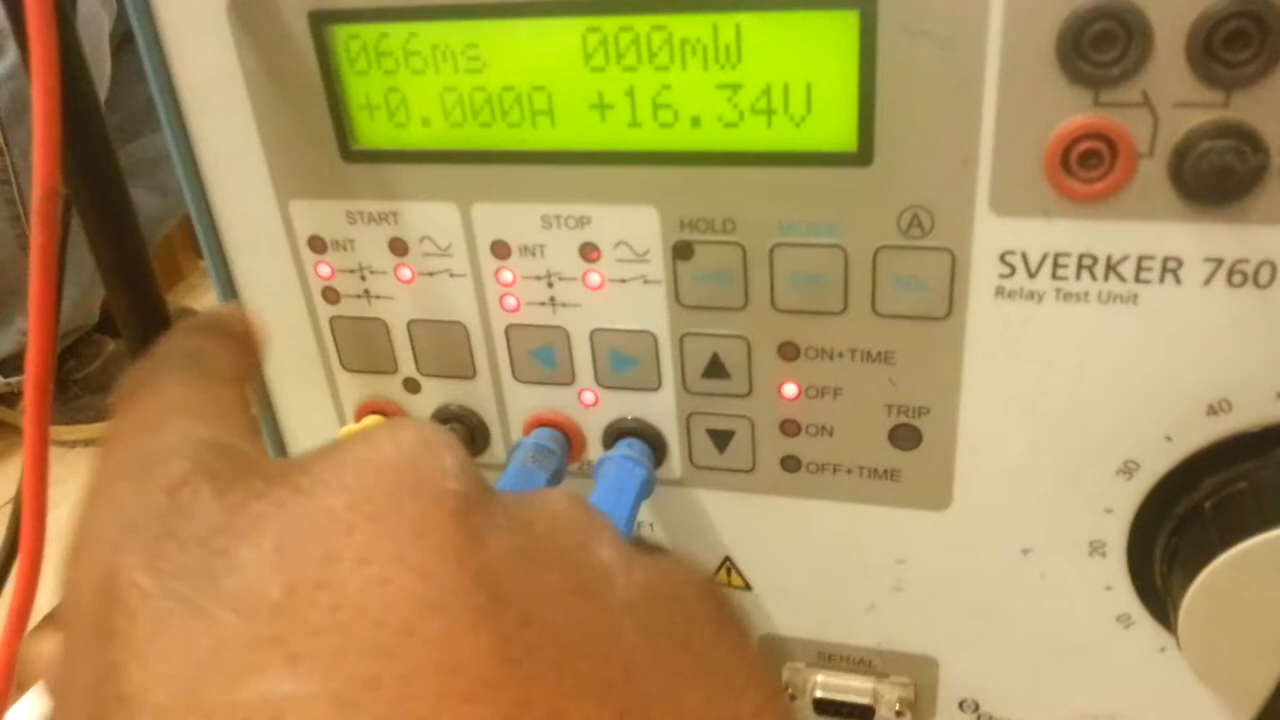 066ms 000mW
+0.000A +16.34V
START
STOP
HOLD
MODE
A
INT
INT
SEL
SVERKER 760
Relay Test Unit
ON+TIME
OFF
ON
OFF+TIME
TRIP
40
30
20
10
SERIAL